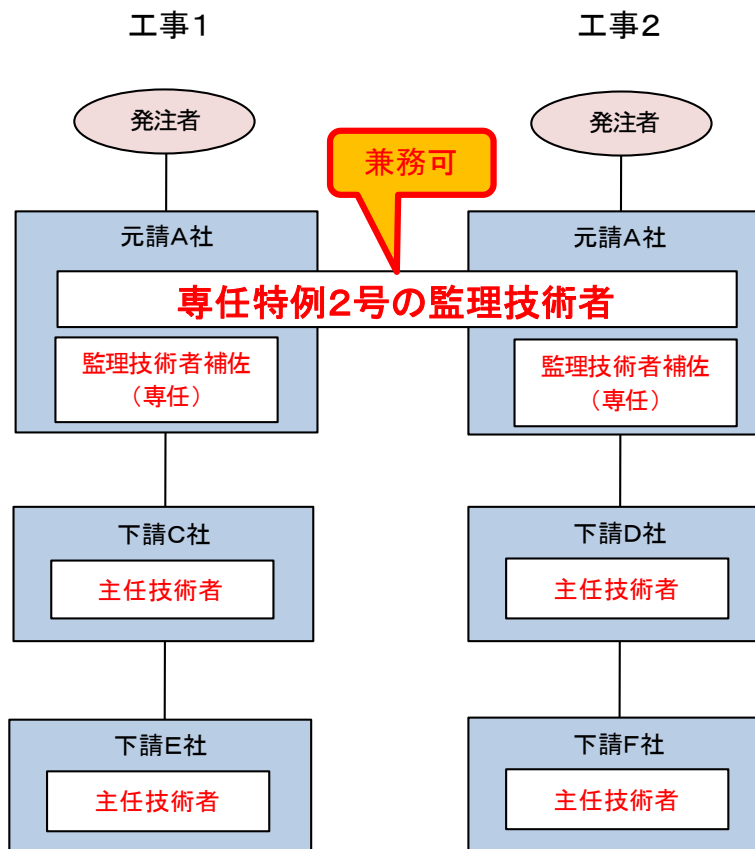 工事1
工事2
発注者
発注者
兼務可
元請A社
元請A社
専任特例2号の監理技術者
監理技術者補佐
（専任）
監理技術者補佐
（専任）
下請C社
主任技術者
下請D社
主任技術者
下請E社
主任技術者
下請F社
主任技術者